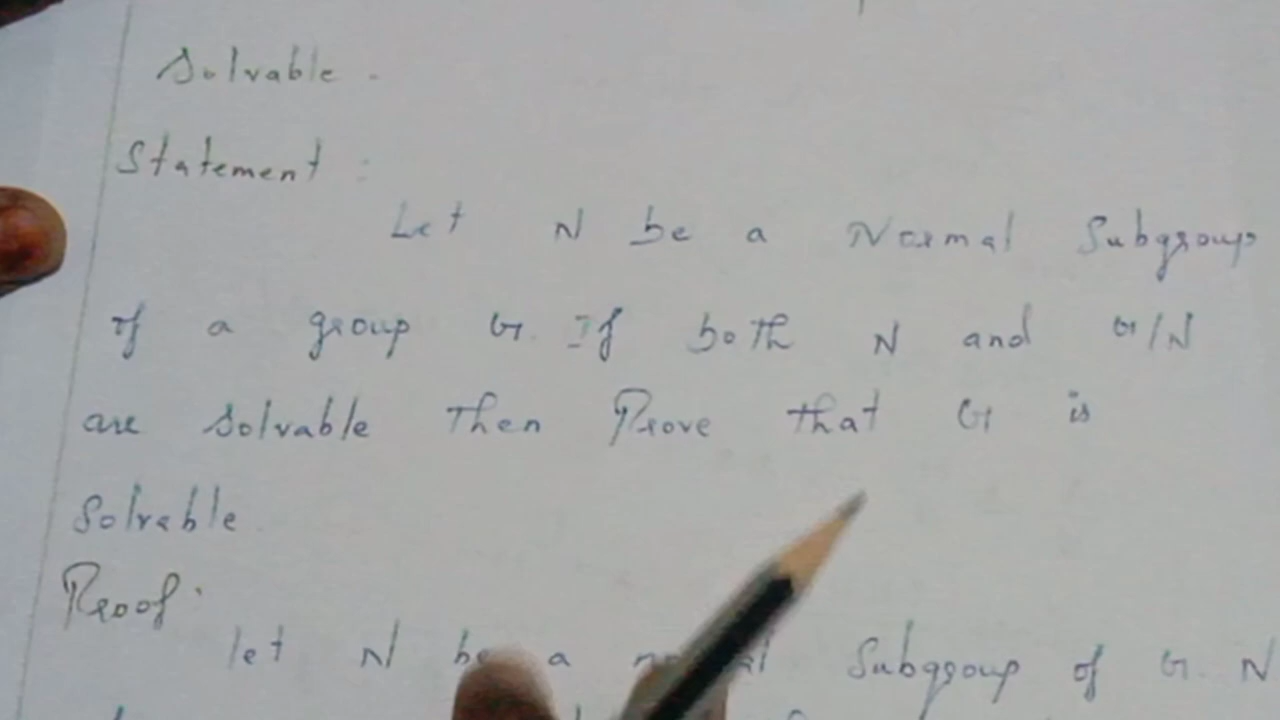 Solvable.
Statement :
Let N be a Normal Subgroup
of a group G. If both N and G/N
are solvable Then Prove that G is
Solvable
Proof.
let N be a Subgroup of G. N